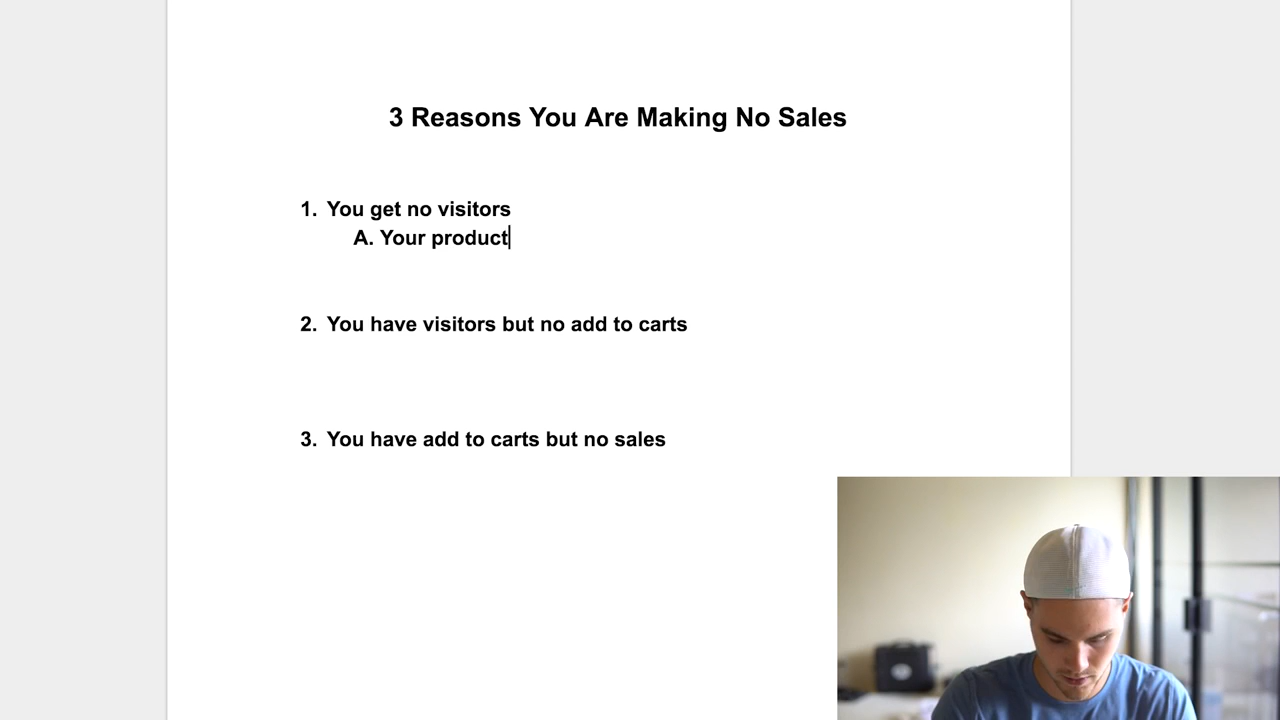 3 Reasons You Are Making No Sales
1. You get no visitors
A. Your product
2. You have visitors but no add to carts
3. You have add to carts but no sales